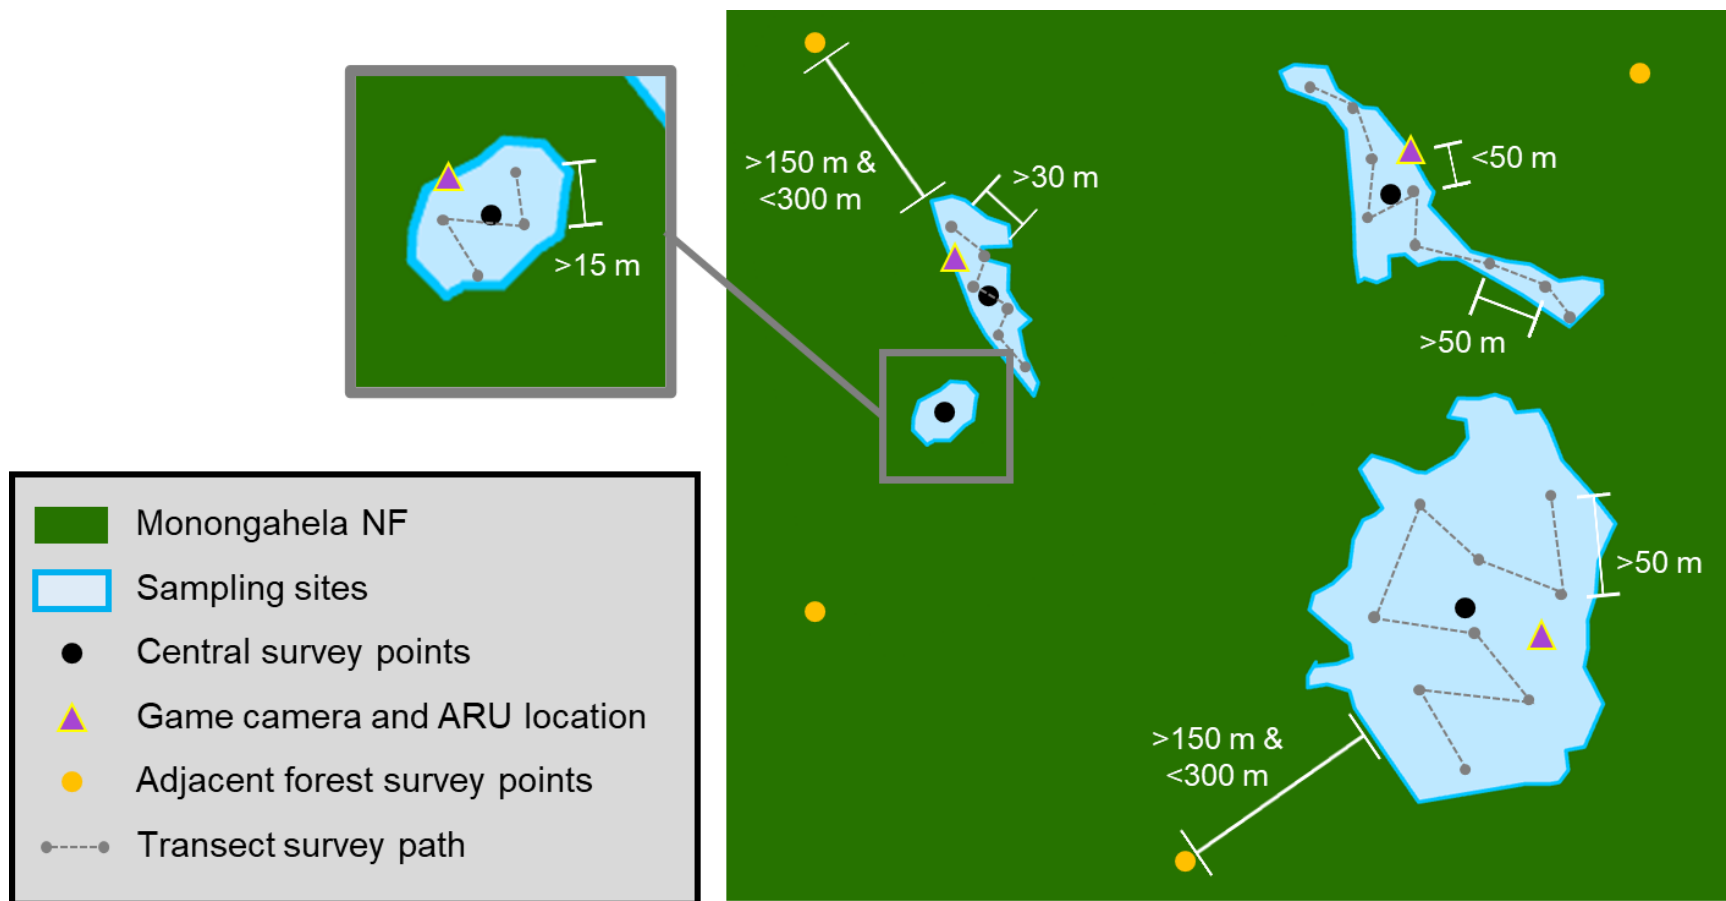 >150 m &
<300 m
>30 m
<50 m
>15 m
>50 m
>50 m
>150 m &
<300 m
Monongahela NF
Sampling sites
Central survey points
Game camera and ARU location
Adjacent forest survey points
Transect survey path